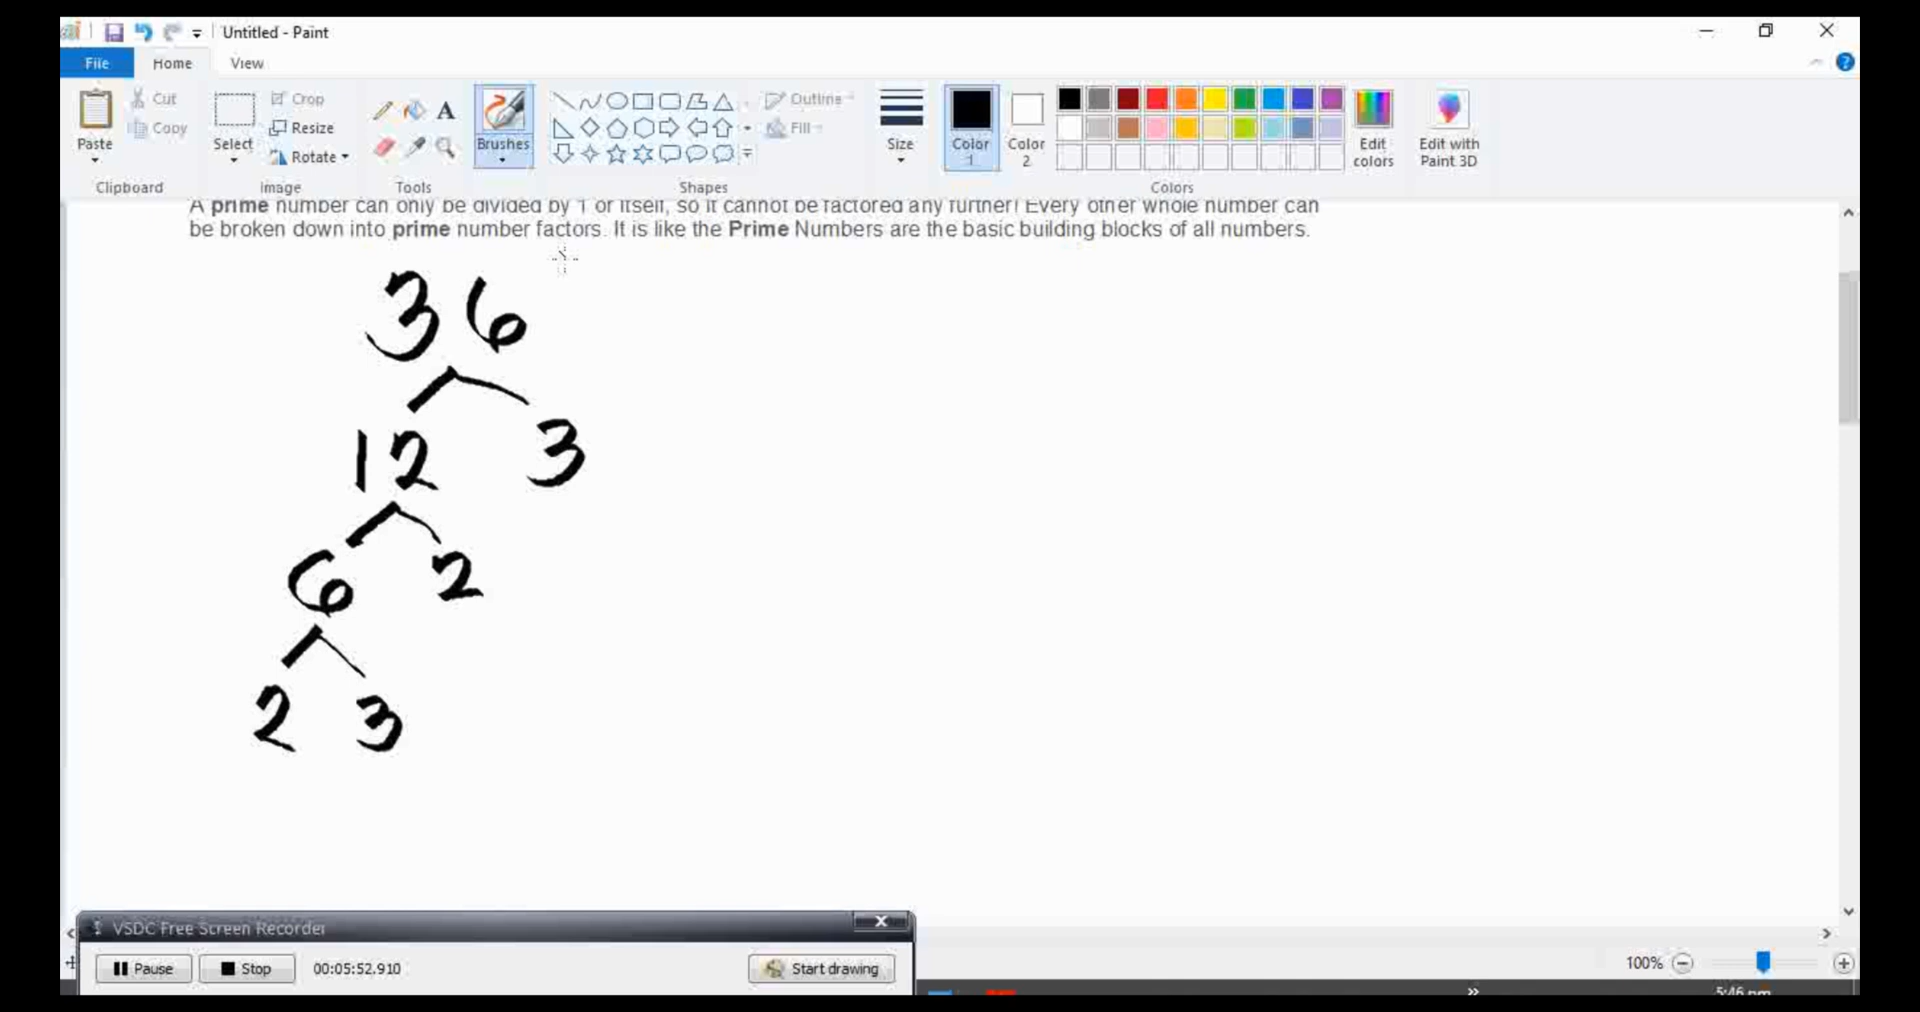 Untitled - Paint
File Home View
Paste Cut Copy Clipboard
Select Crop Resize Rotate Image
A Tools
Brushes
Outline Fill Shapes
Size
Color 1 Color 2 Edit colors Edit with Paint 3D Colors
A prime number can only be divided by 1 or itself, so it cannot be factored any further! Every other whole number can
be broken down into prime number factors. It is like the Prime Numbers are the basic building blocks of all numbers.
36
12 3
6 2
2 3
VSDC Free Screen Recorder X
Pause Stop 00:05:52.910 Start drawing
100%
5:46 pm